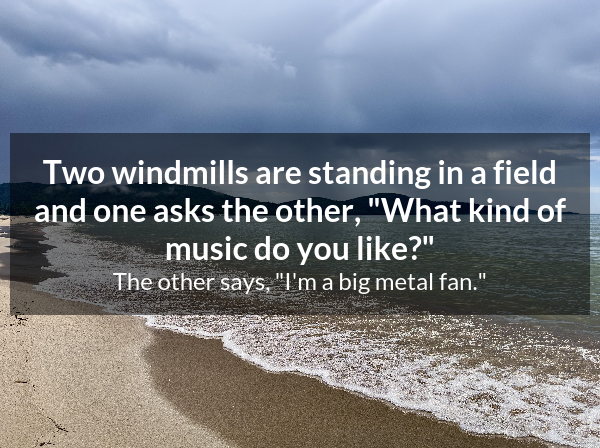 Two windmills are standing in a field
and one asks the other, "What kind of
music do you like?"
The other says, "I'm a big metal fan."